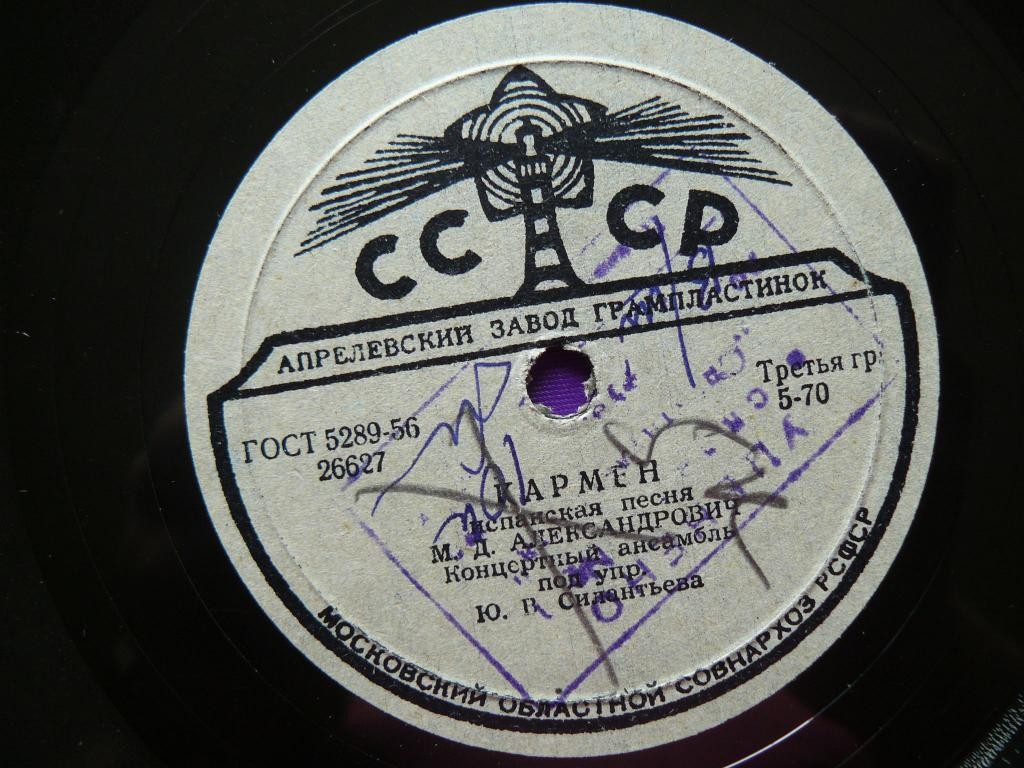 СССР
АПРЕЛЕВСКИЙ ЗАВОД ГРАМПЛАСТИНОК
ГОСТ 5289-56
26627
Третья гр.
5-70
КАРМЕН
испанская песня
М. Д. АЛЕКСАНДРОВИЧ
Концертный ансамбль
под упр.
Ю. В. Силантьева
МОСКОВСКИЙ ОБЛАСТНОЙ СОВНАРХОЗ РСФСР